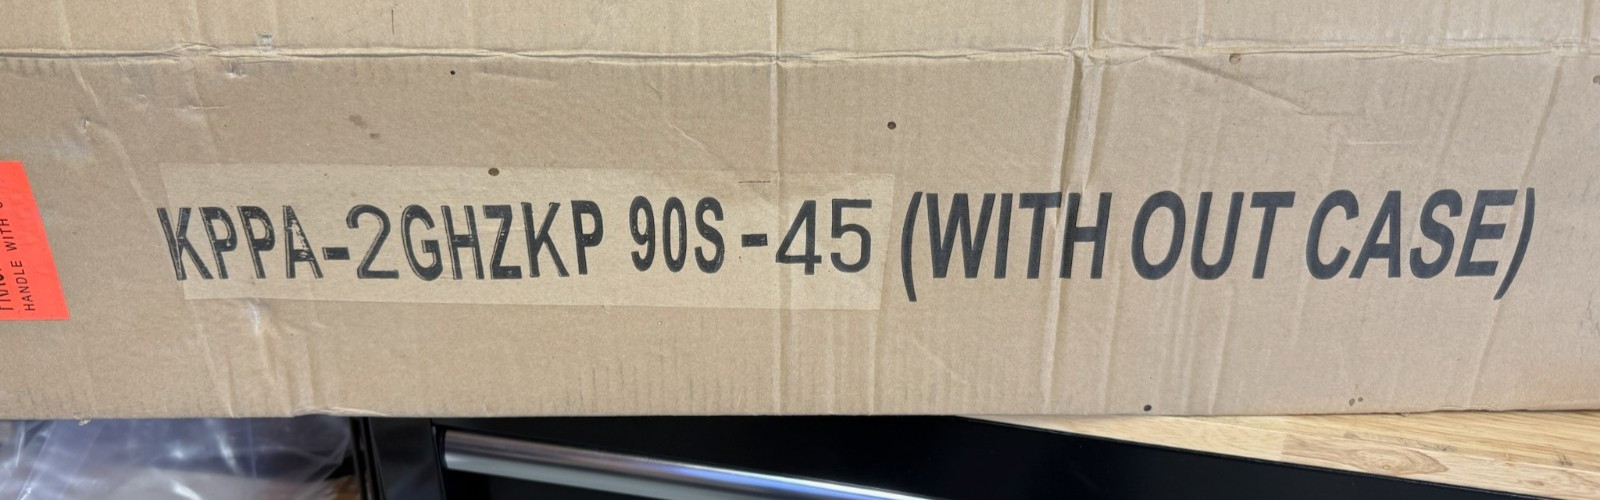 KPPA-2GHZKP 90S-45 (WITH OUT CASE)
HANDLE WITH